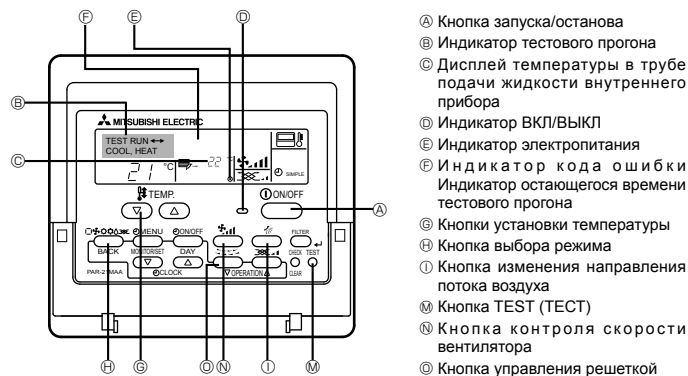 Ⓕ
Ⓔ
Ⓓ
Ⓑ
Ⓒ
MITSUBISHI ELECTRIC
TEST RUN ↔
COOL, HEAT
21 °C
22
SIMPLE
TEMP.
ON/OFF
Ⓐ
MENU
ON/OFF
FILTER
BACK
MONITOR/SET
DAY
CHECK
TEST
PAR-21MAA
CLOCK
▽ OPERATION △
CLEAR
Ⓗ
Ⓖ
Ⓞ
Ⓝ
Ⓘ
Ⓜ
Ⓐ Кнопка запуска/останова
Ⓑ Индикатор тестового прогона
Ⓒ Дисплей температуры в трубе
подачи жидкости внутреннего
прибора
Ⓓ Индикатор ВКЛ/ВЫКЛ
Ⓔ Индикатор электропитания
Ⓕ Индикатор кода ошибки
Индикатор остающегося времени
тестового прогона
Ⓖ Кнопки установки температуры
Ⓗ Кнопка выбора режима
Ⓘ Кнопка изменения направления
потока воздуха
Ⓜ Кнопка TEST (ТЕСТ)
Ⓝ Кнопка контроля скорости
вентилятора
Ⓞ Кнопка управления решеткой